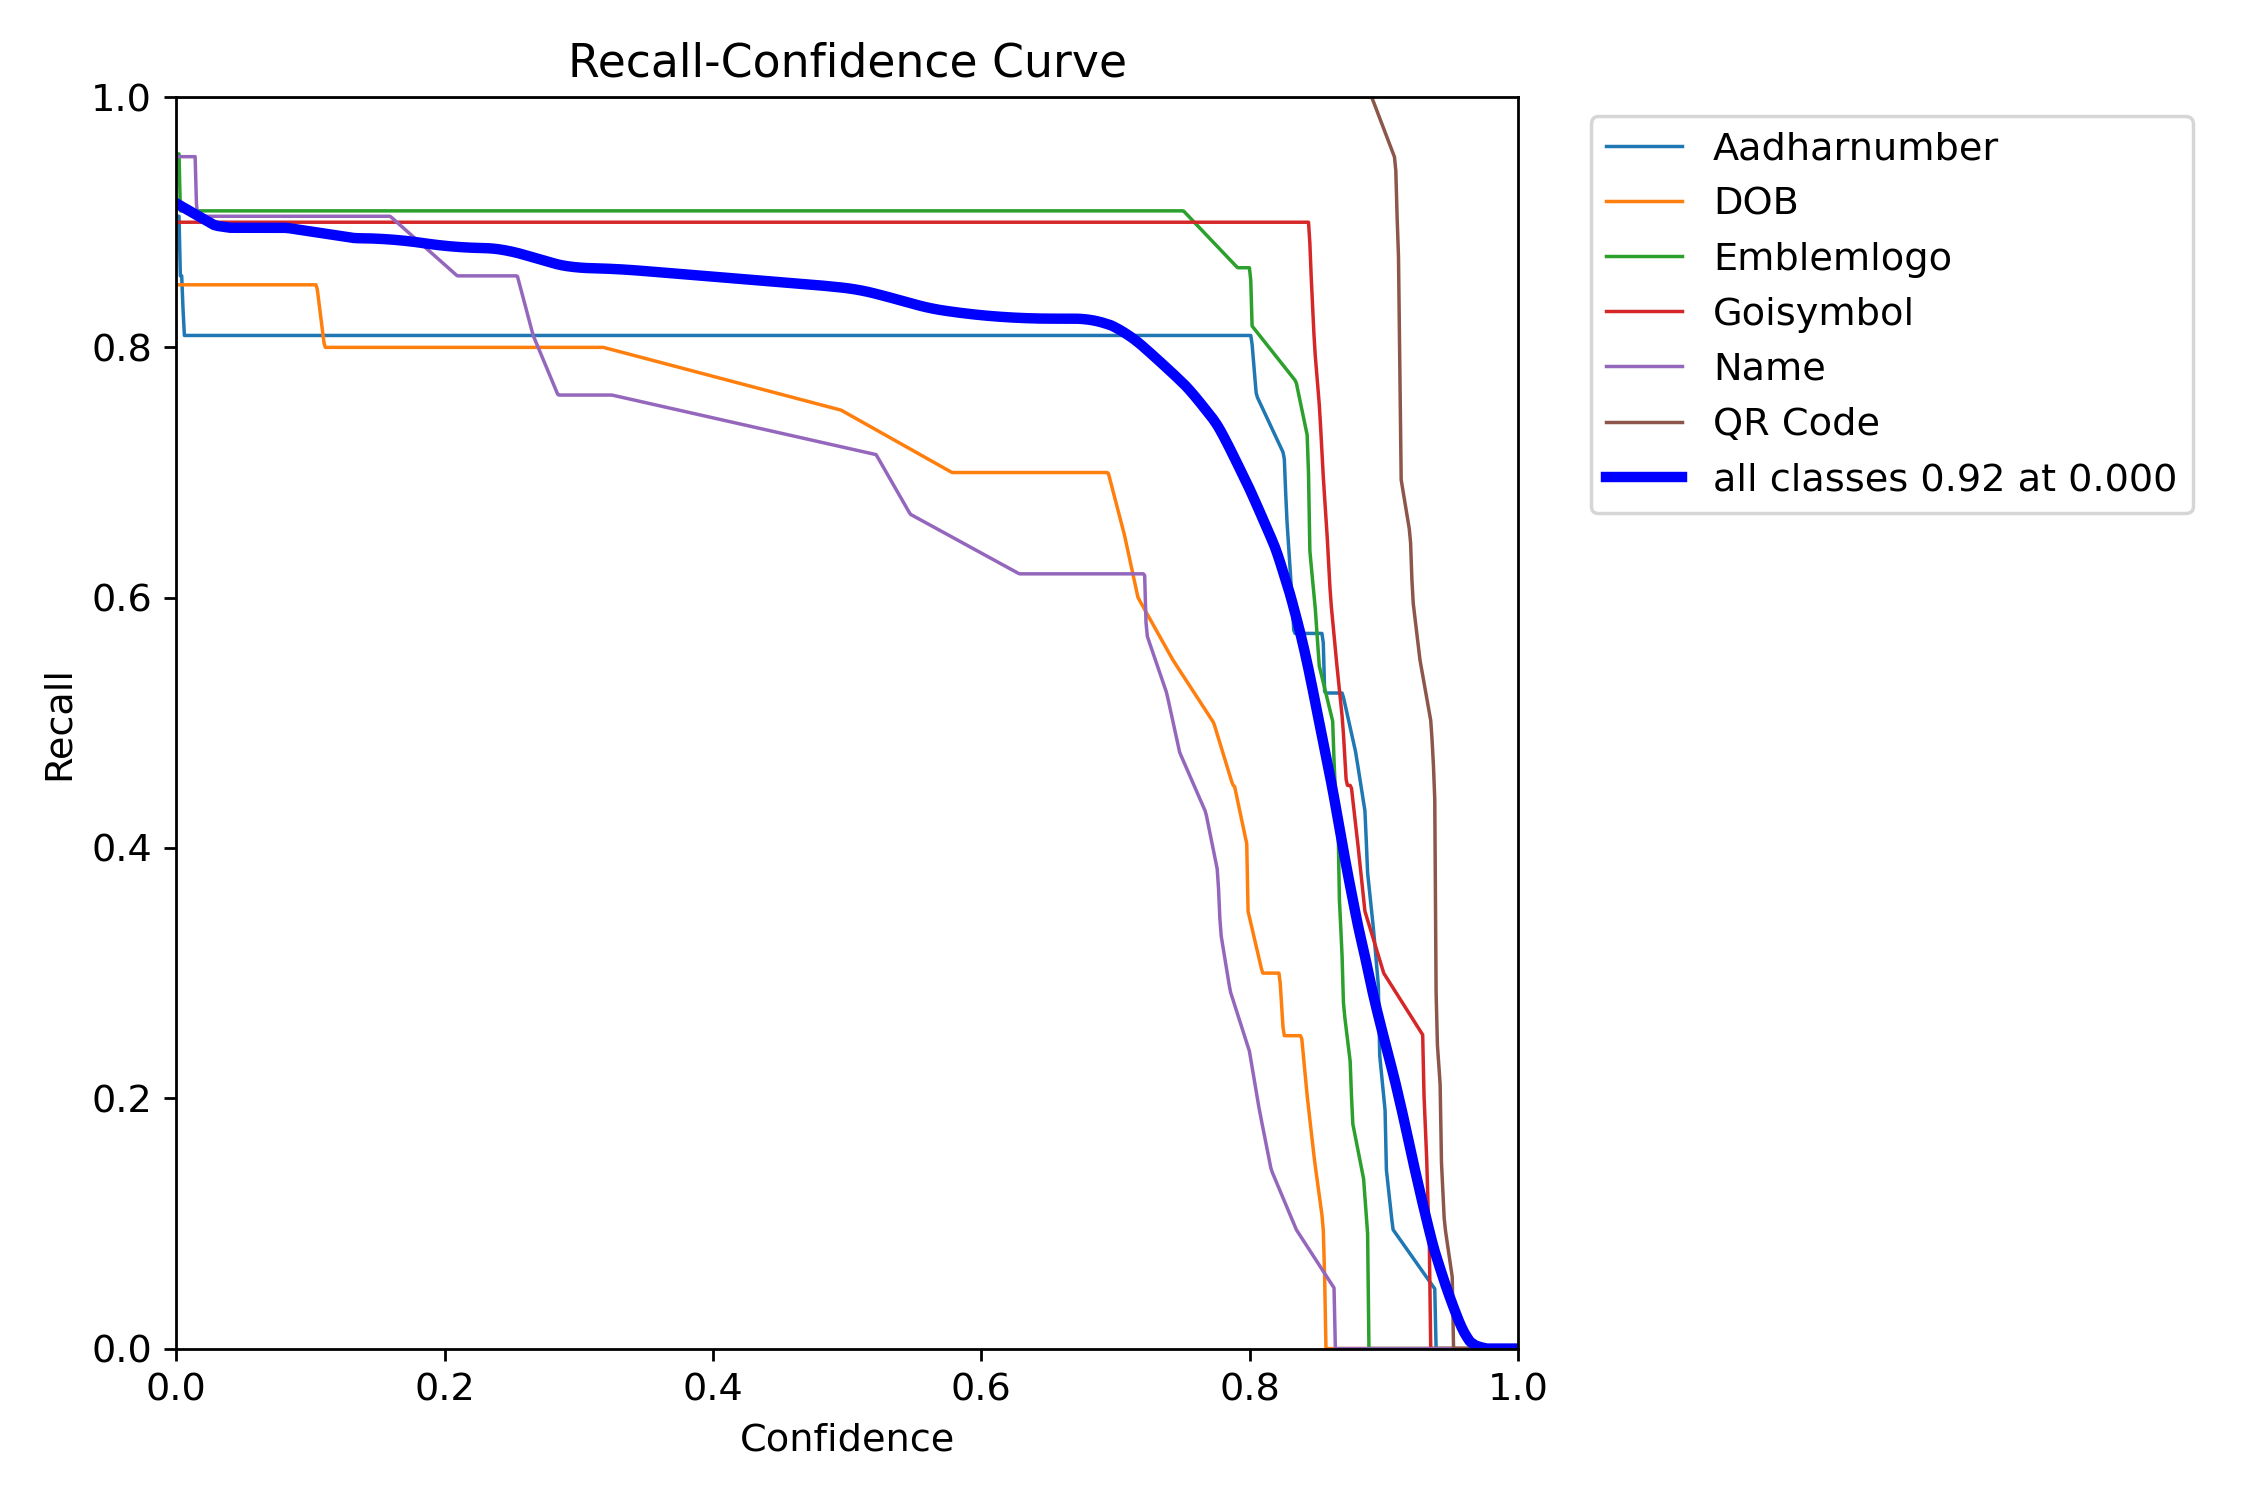 Recall-Confidence Curve
1.0
0.8
0.6
0.4
0.2
0.0
Recall
0.0 0.2 0.4 0.6 0.8 1.0
Confidence
Aadharnumber
DOB
Emblemlogo
Goisymbol
Name
QR Code
all classes 0.92 at 0.000